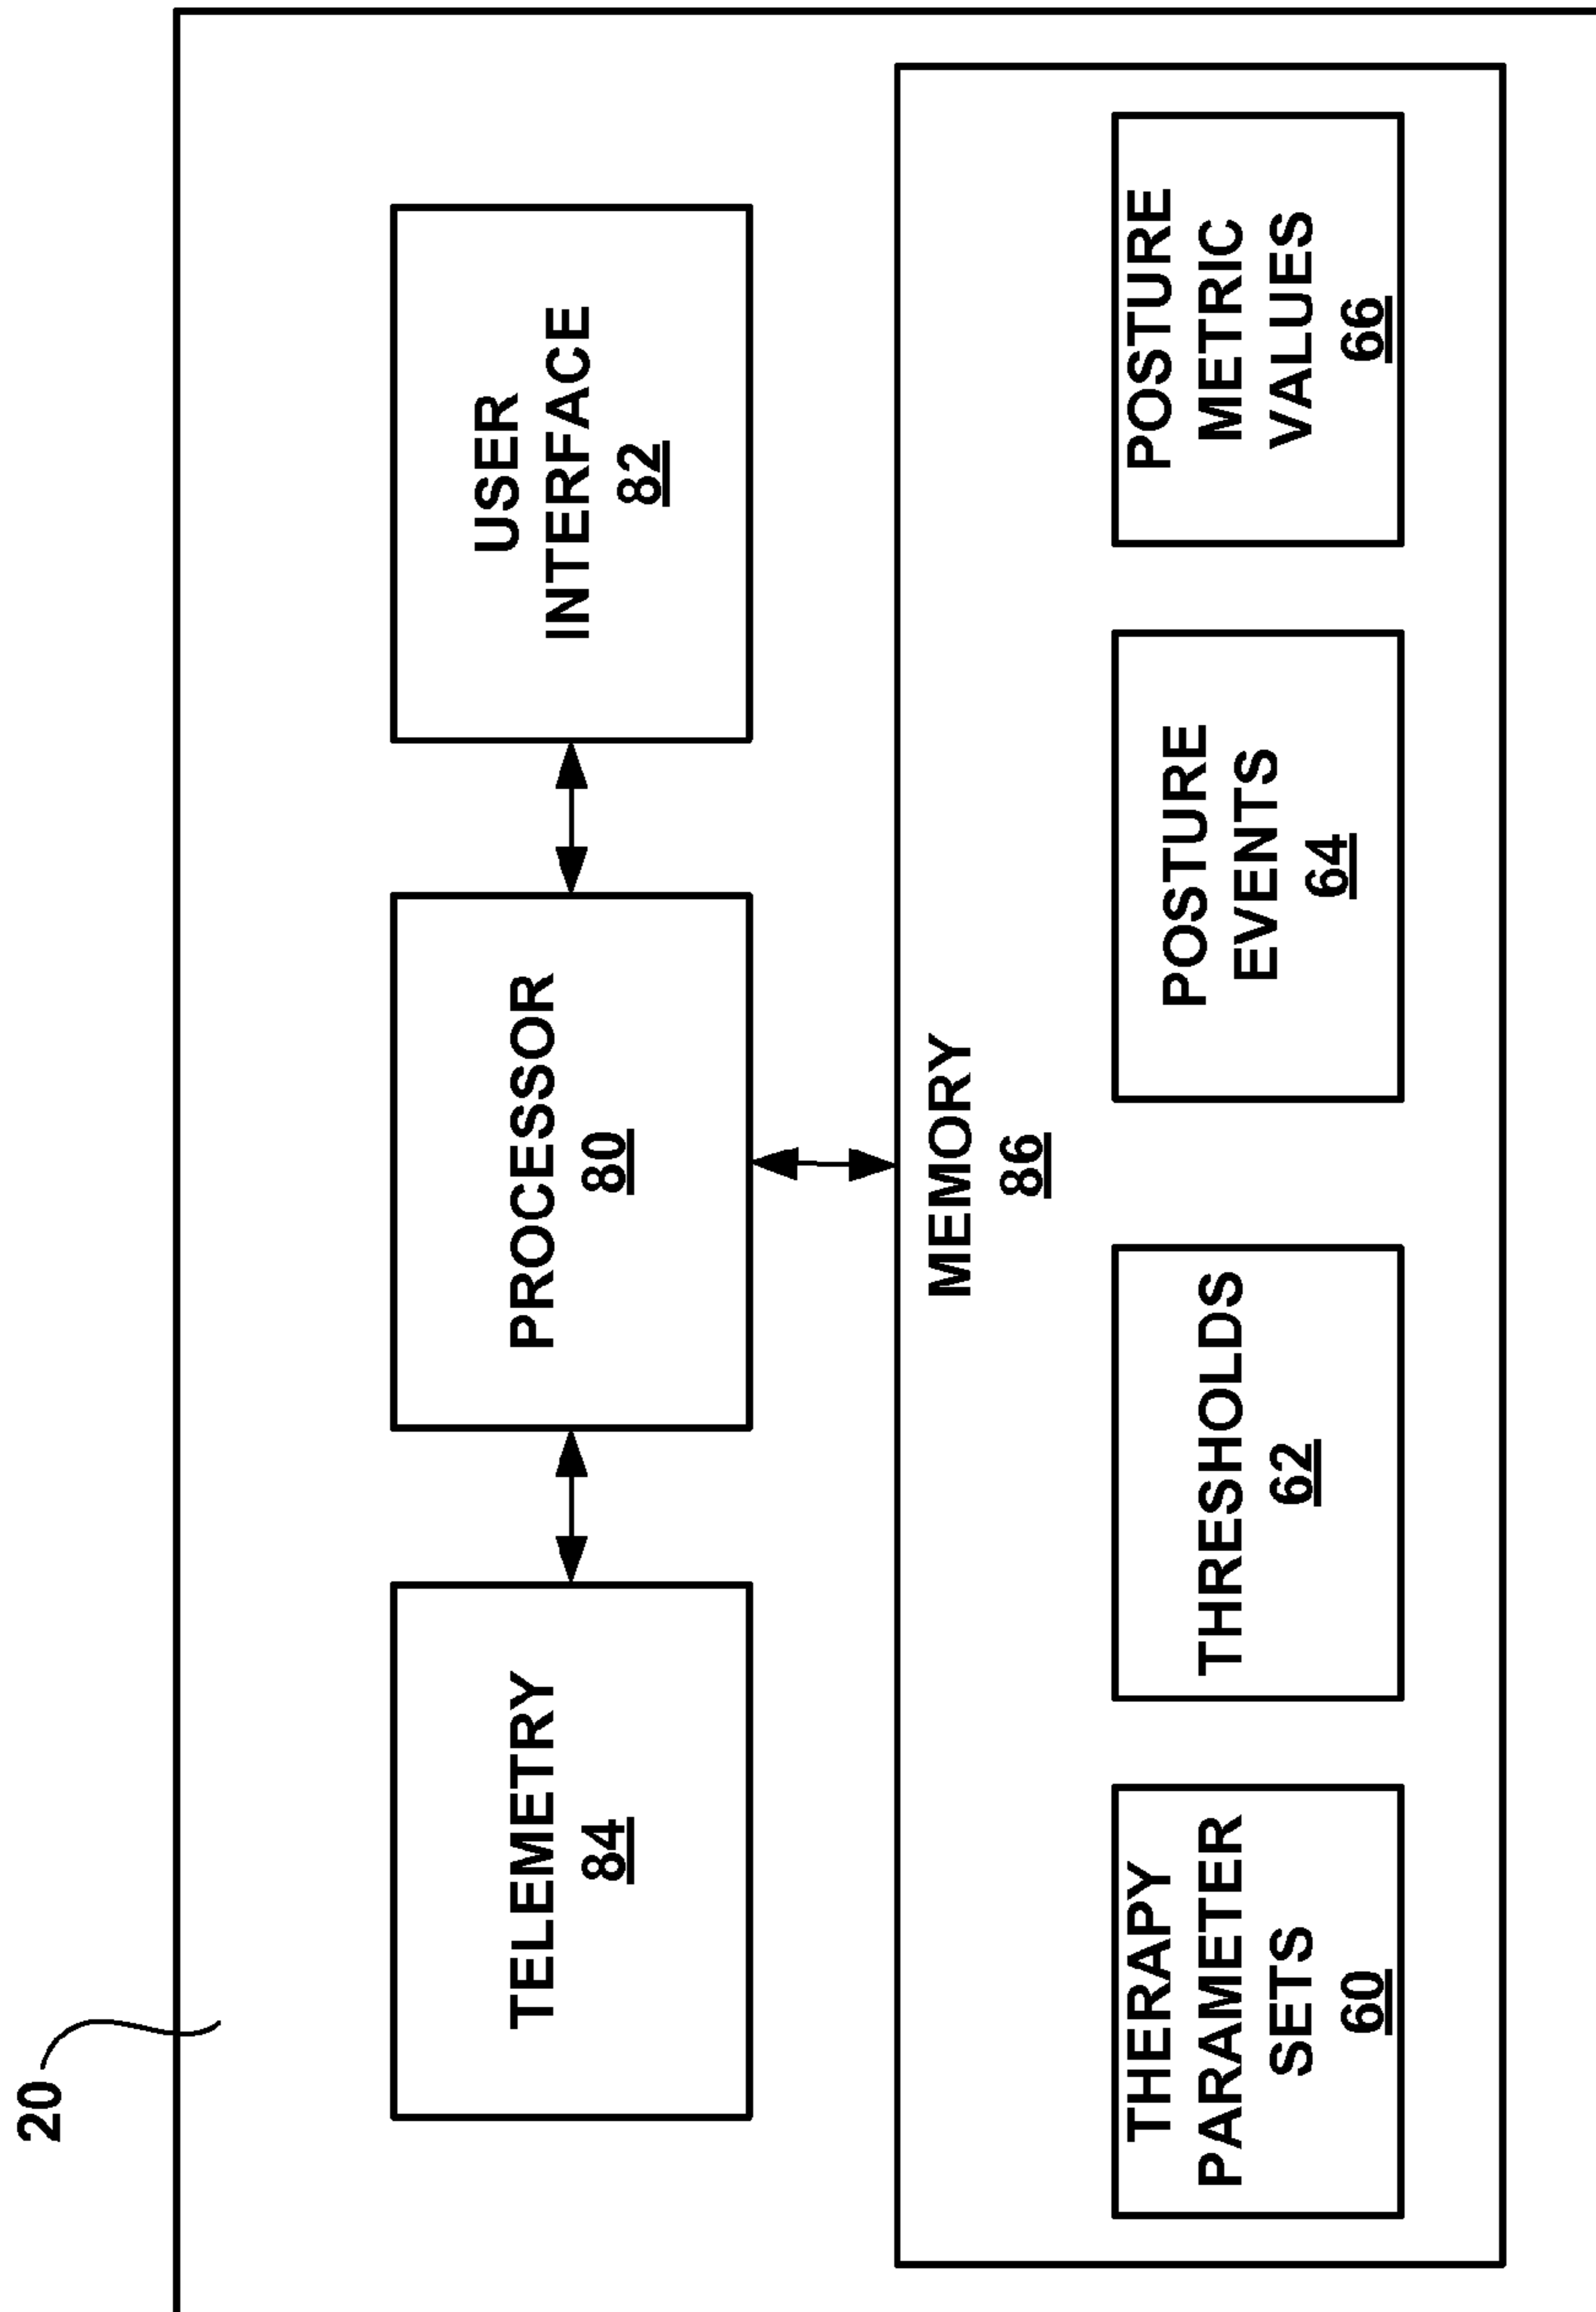 20
TELEMETRY
84
PROCESSOR
80
USER
INTERFACE
82
MEMORY
86
THERAPY
PARAMETER
SETS
60
THRESHOLDS
62
POSTURE
EVENTS
64
POSTURE
METRIC
VALUES
66